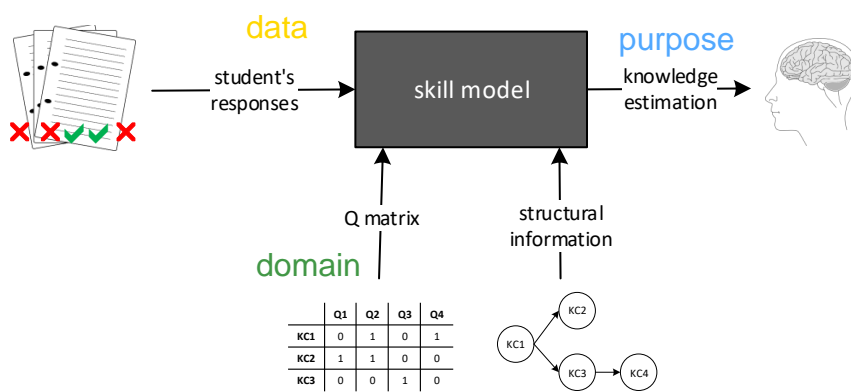 data
purpose
student's
responses
skill model
knowledge
estimation
Q matrix
structural
information
domain
Q1 Q2 Q3 Q4
KC1 0 1 0 1
KC2 1 1 0 0
KC3 0 0 1 0
KC2
KC1
KC3
KC4